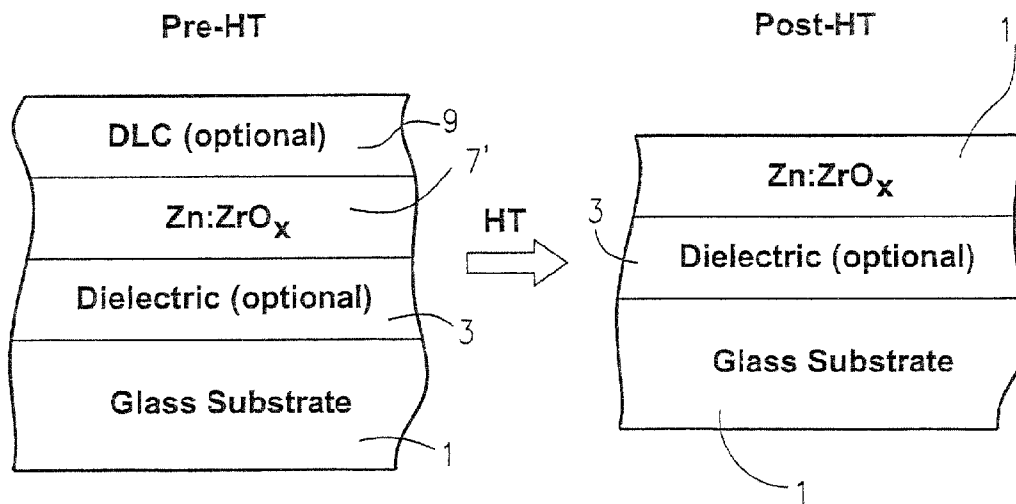 Pre-HT
DLC (optional)
9
7'
Zn:ZrOx
Dielectric (optional)
3
Glass Substrate
1
HT
Post-HT
1
Zn:ZrOx
3
Dielectric (optional)
Glass Substrate
1